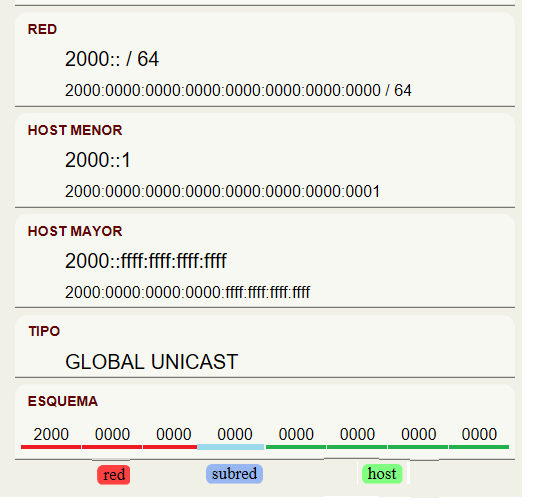 RED
2000:: / 64
2000:0000:0000:0000:0000:0000:0000:0000 / 64
HOST MENOR
2000::1
2000:0000:0000:0000:0000:0000:0000:0001
HOST MAYOR
2000::ffff:ffff:ffff:ffff
2000:0000:0000:0000:ffff:ffff:ffff:ffff
TIPO
GLOBAL UNICAST
ESQUEMA
2000 0000 0000 0000 0000 0000 0000 0000
red subred host